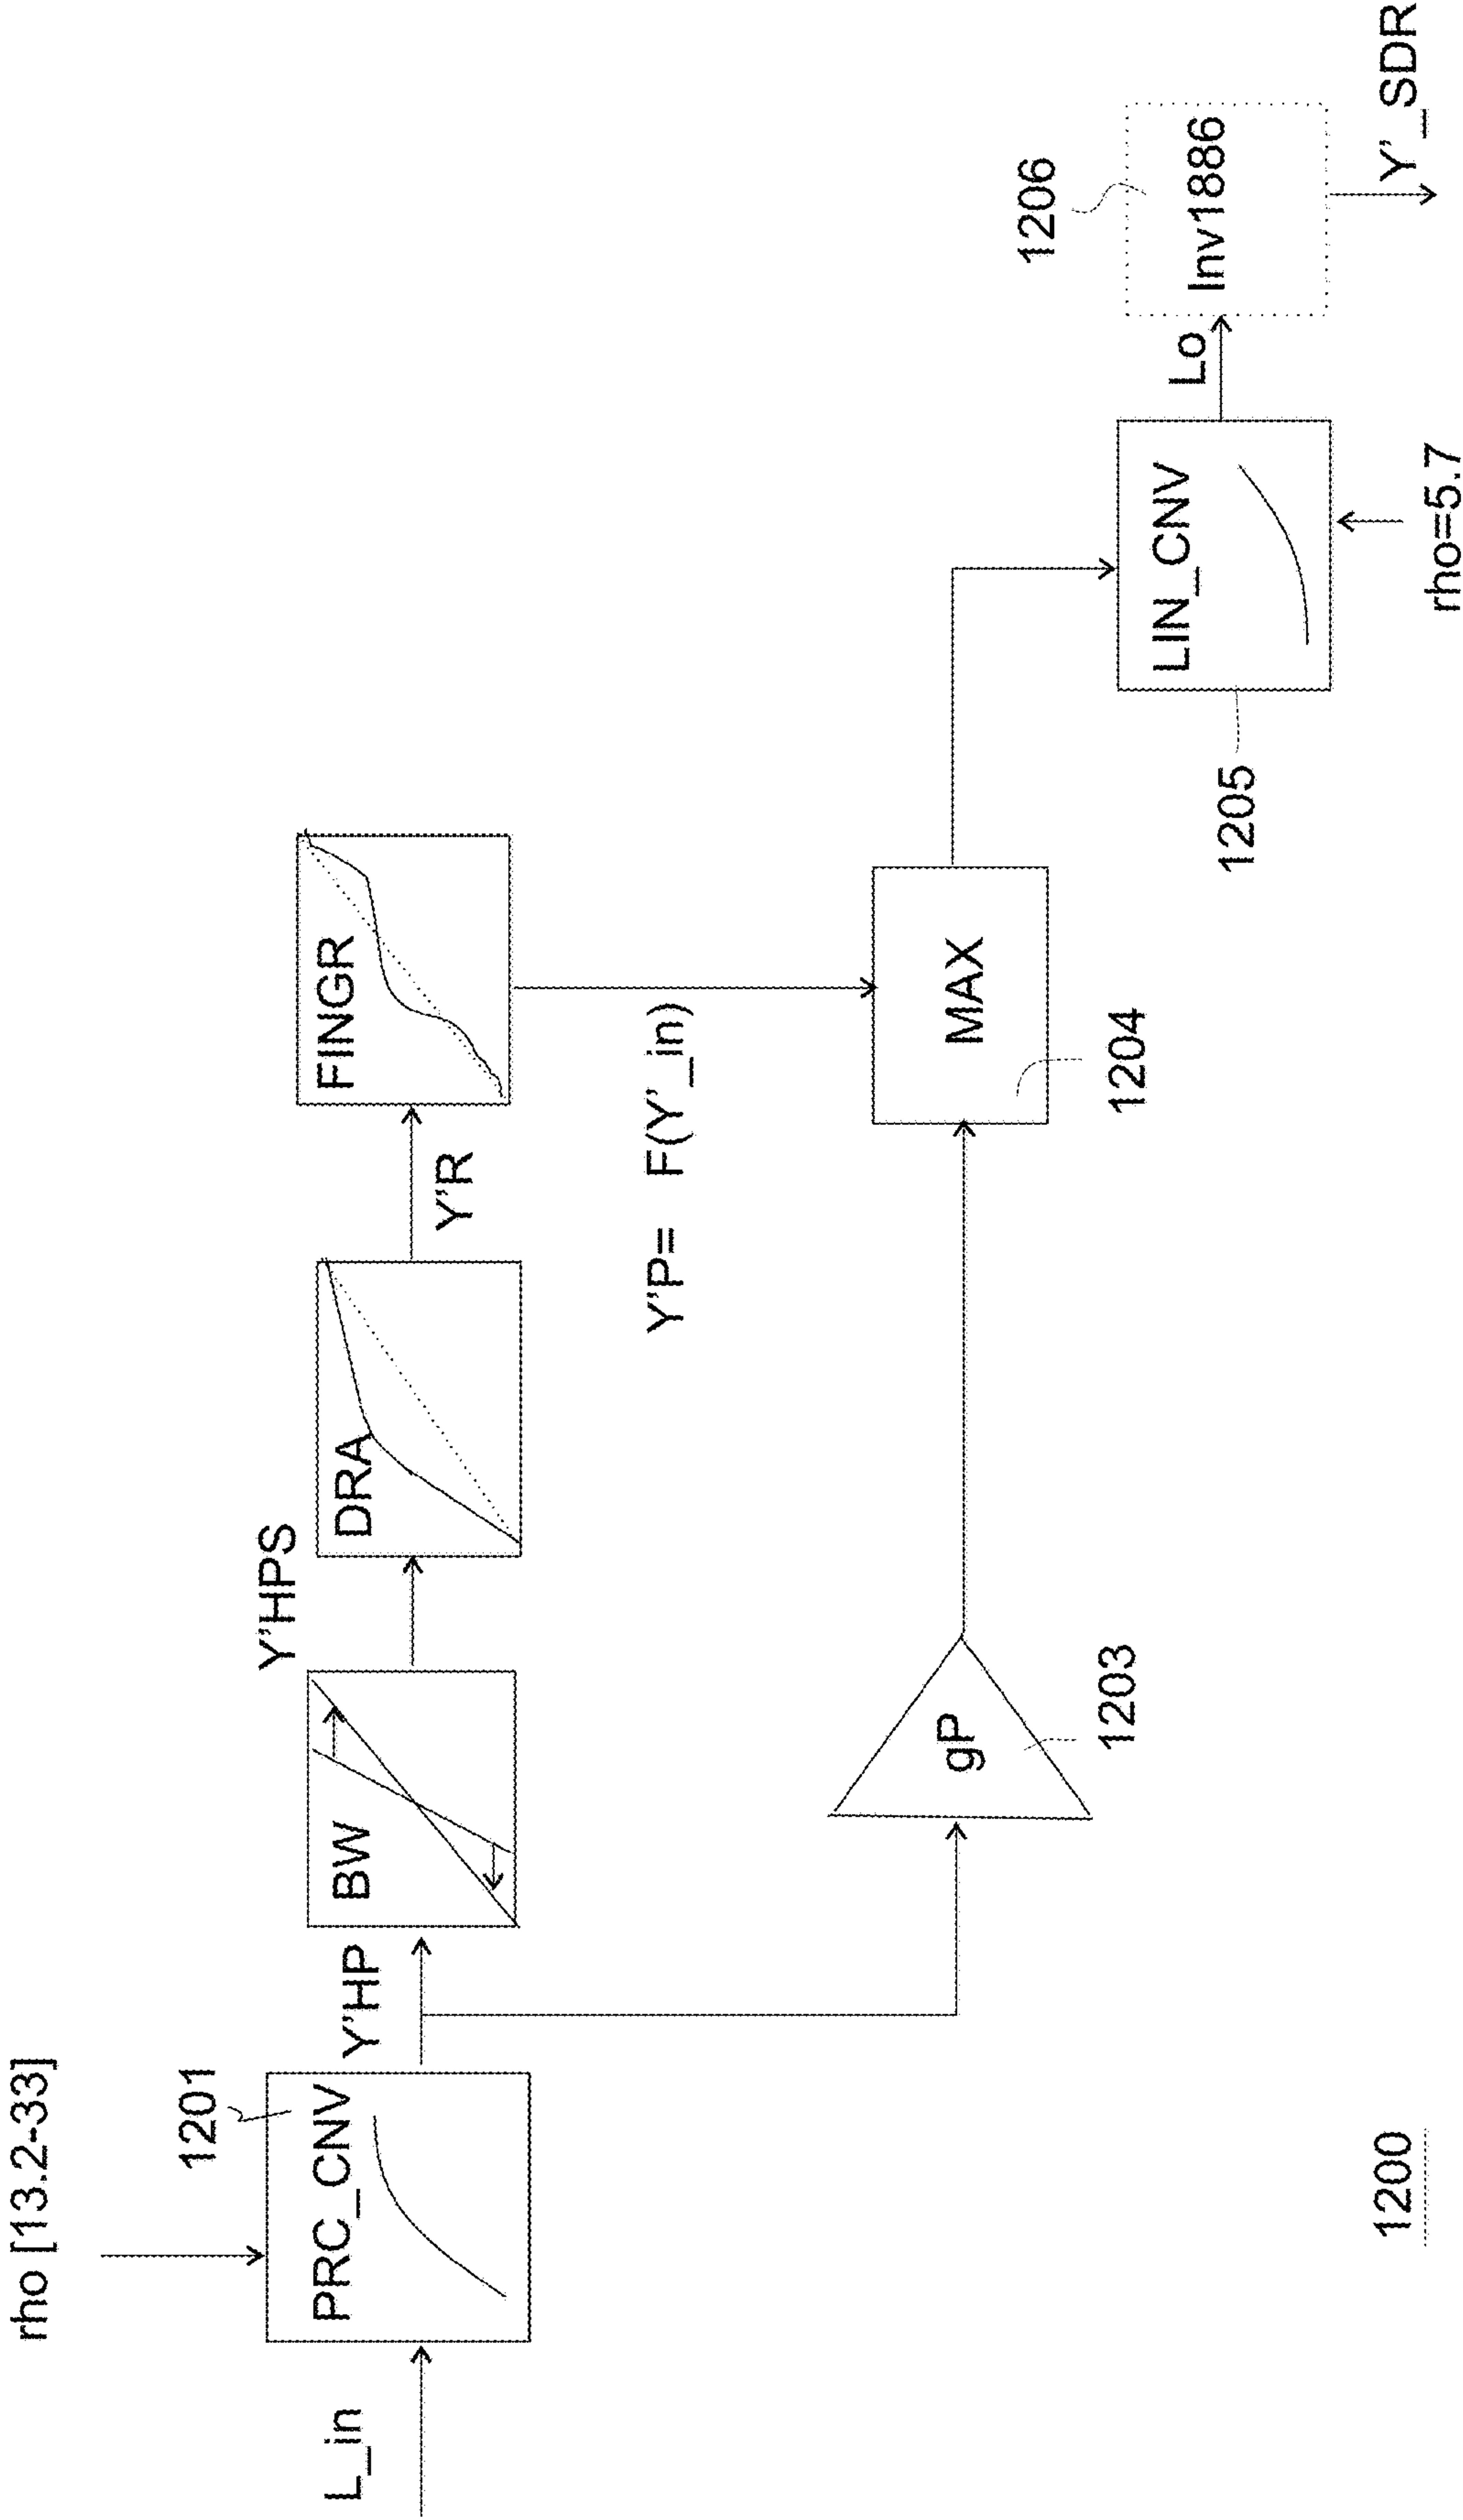 rho [13.2-33]
1201
L_in
PRC_CNV
Y'HP
BW
Y'HPS
DRA
Y'R
FINGR
Y'P= F(Y'_in)
gP
1203
MAX
1204
LIN_CNV
1205
rho=5.7
Lo
1206
Inv1886
Y'_SDR
1200